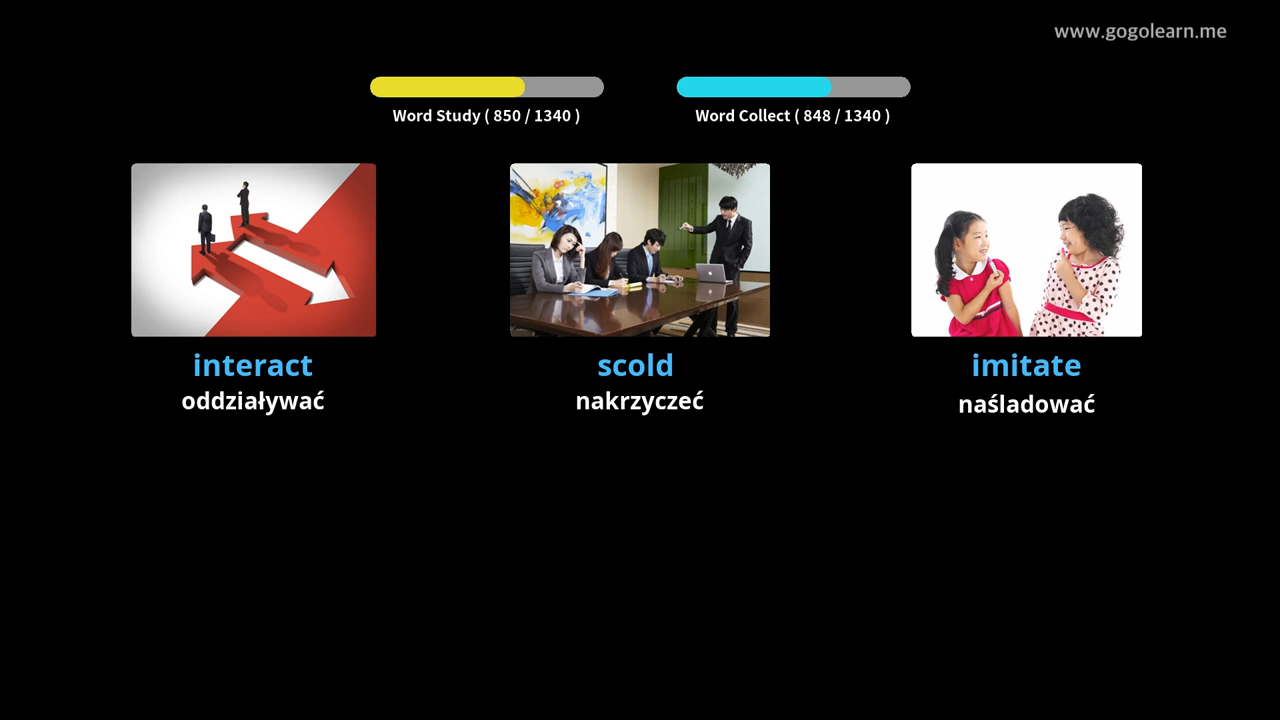 www.gogolearn.me
Word Study ( 850 / 1340 )
Word Collect ( 848 / 1340 )
interact
oddziaływać
scold
nakrzyczeć
imitate
naśladować